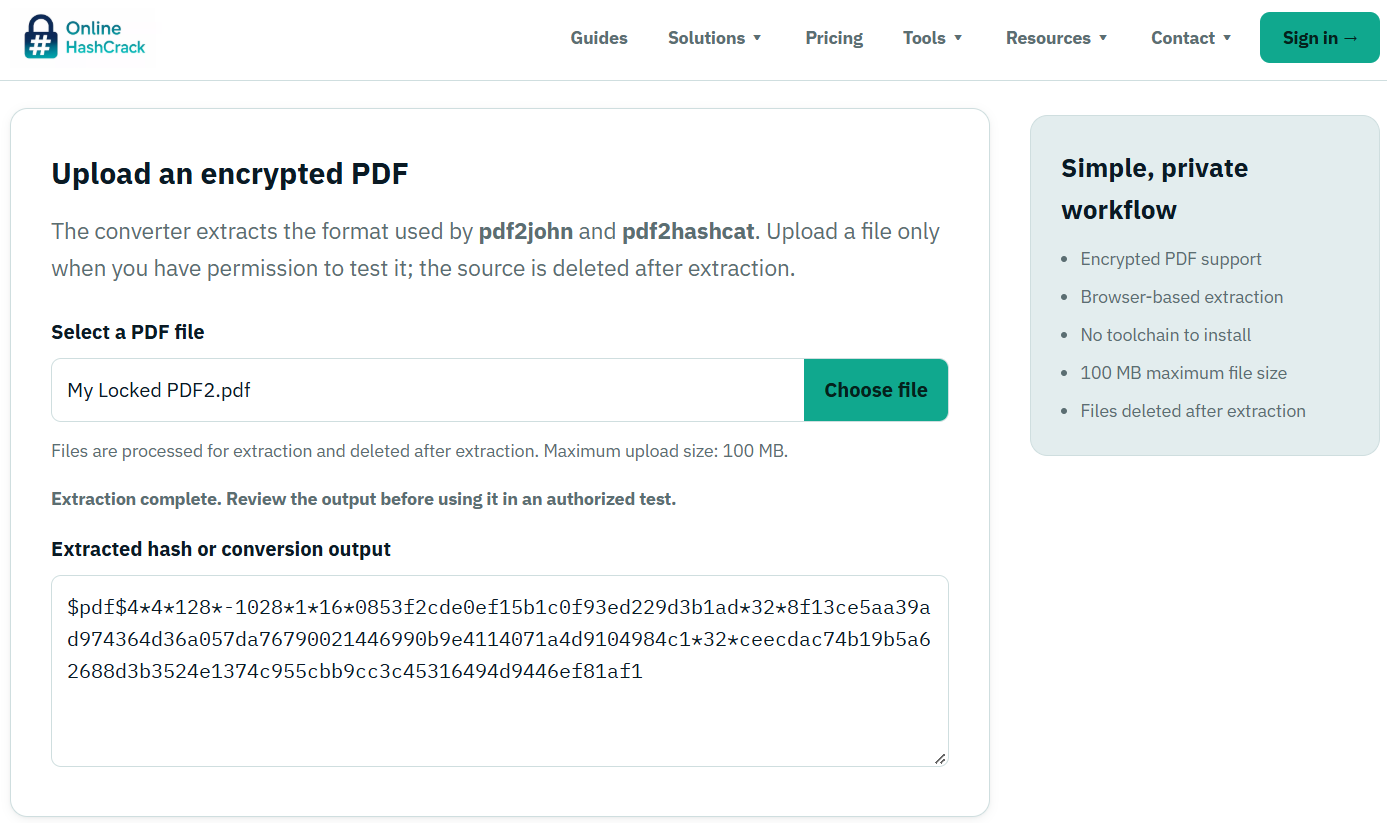 Online
HashCrack
Guides
Solutions
Pricing
Tools
Resources
Contact
Sign in →
Upload an encrypted PDF
The converter extracts the format used by pdf2john and pdf2hashcat. Upload a file only
when you have permission to test it; the source is deleted after extraction.
Select a PDF file
My Locked PDF2.pdf
Choose file
Files are processed for extraction and deleted after extraction. Maximum upload size: 100 MB.
Extraction complete. Review the output before using it in an authorized test.
Extracted hash or conversion output
$pdf$4*4*128*-1028*1*16*0853f2cde0ef15b1c0f93ed229d3b1ad*32*8f13ce5aa39a
d974364d36a057da76790021446990b9e4114071a4d9104984c1*32*ceecdac74b19b5a6
2688d3b3524e1374c955cbb9cc3c45316494d9446ef81af1
Simple, private
workflow
• Encrypted PDF support
• Browser-based extraction
• No toolchain to install
• 100 MB maximum file size
• Files deleted after extraction